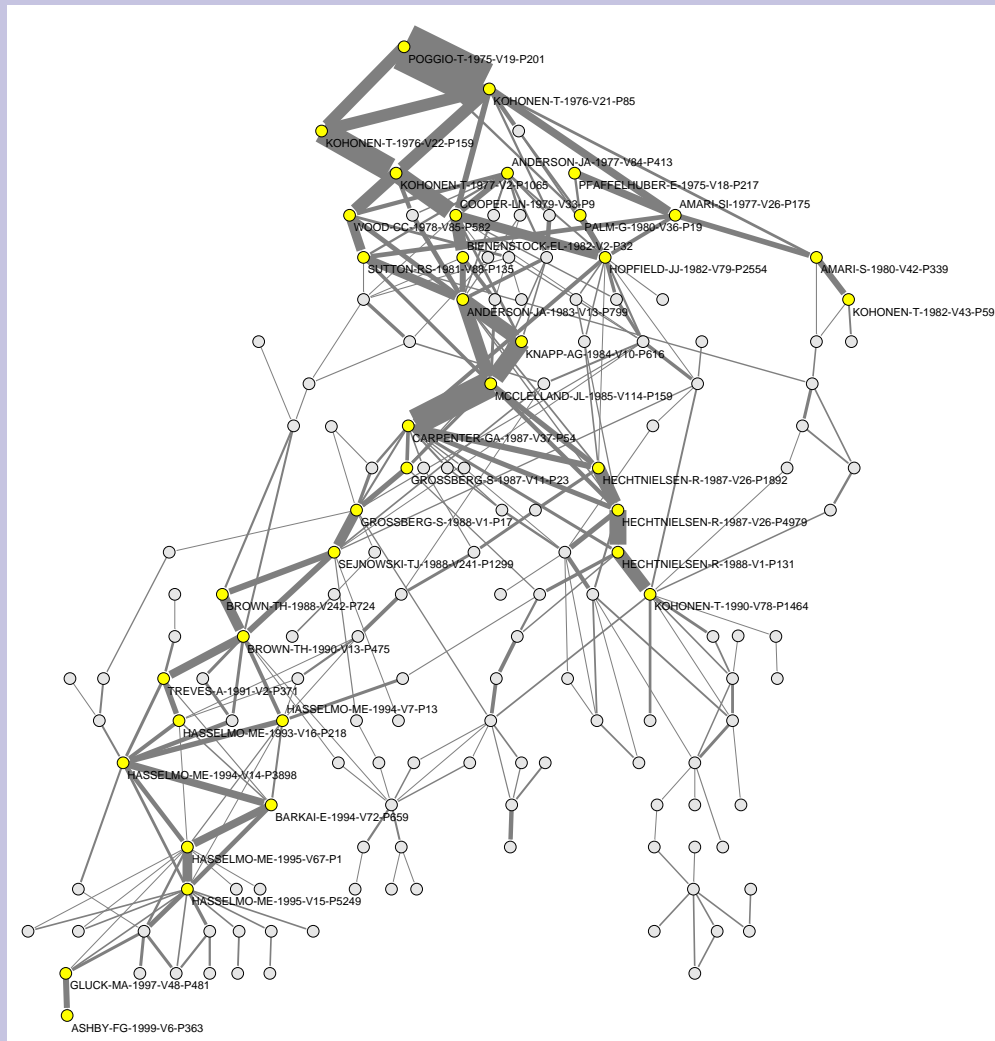 POGGIO-T-1975-V19-P201
KOHONEN-T-1976-V21-P85
KOHONEN-T-1976-V22-P159
ANDERSON-JA-1977-V84-P413
KOHONEN-T-1977-V2-P1065
PFAFFELHUBER-E-1975-V18-P217
COOPER-LN-1979-V33-P9
AMARI-SI-1977-V26-P175
WOOD-CC-1978-V85-P582
PALM-G-1980-V36-P19
BIENENSTOCK-EL-1982-V2-P32
SUTTON-RS-1981-V88-P135
HOPFIELD-JJ-1982-V79-P2554
AMARI-S-1980-V42-P339
ANDERSON-JA-1983-V13-P799
KOHONEN-T-1982-V43-P59
KNAPP-AG-1984-V10-P616
MCCLELLAND-JL-1985-V114-P159
CARPENTER-GA-1987-V37-P54
GROSSBERG-S-1987-V11-P23
HECHTNIELSEN-R-1987-V26-P1892
GROSSBERG-S-1988-V1-P17
HECHTNIELSEN-R-1987-V26-P4979
SEJNOWSKI-TJ-1988-V241-P1299
HECHTNIELSEN-R-1988-V1-P131
BROWN-TH-1988-V242-P724
KOHONEN-T-1990-V78-P1464
BROWN-TH-1990-V13-P475
TREVES-A-1991-V2-P371
HASSELMO-ME-1994-V7-P13
HASSELMO-ME-1993-V16-P218
HASSELMO-ME-1994-V14-P3898
BARKAI-E-1994-V72-P659
HASSELMO-ME-1995-V67-P1
HASSELMO-ME-1995-V15-P5249
GLUCK-MA-1997-V48-P481
ASHBY-FG-1999-V6-P363